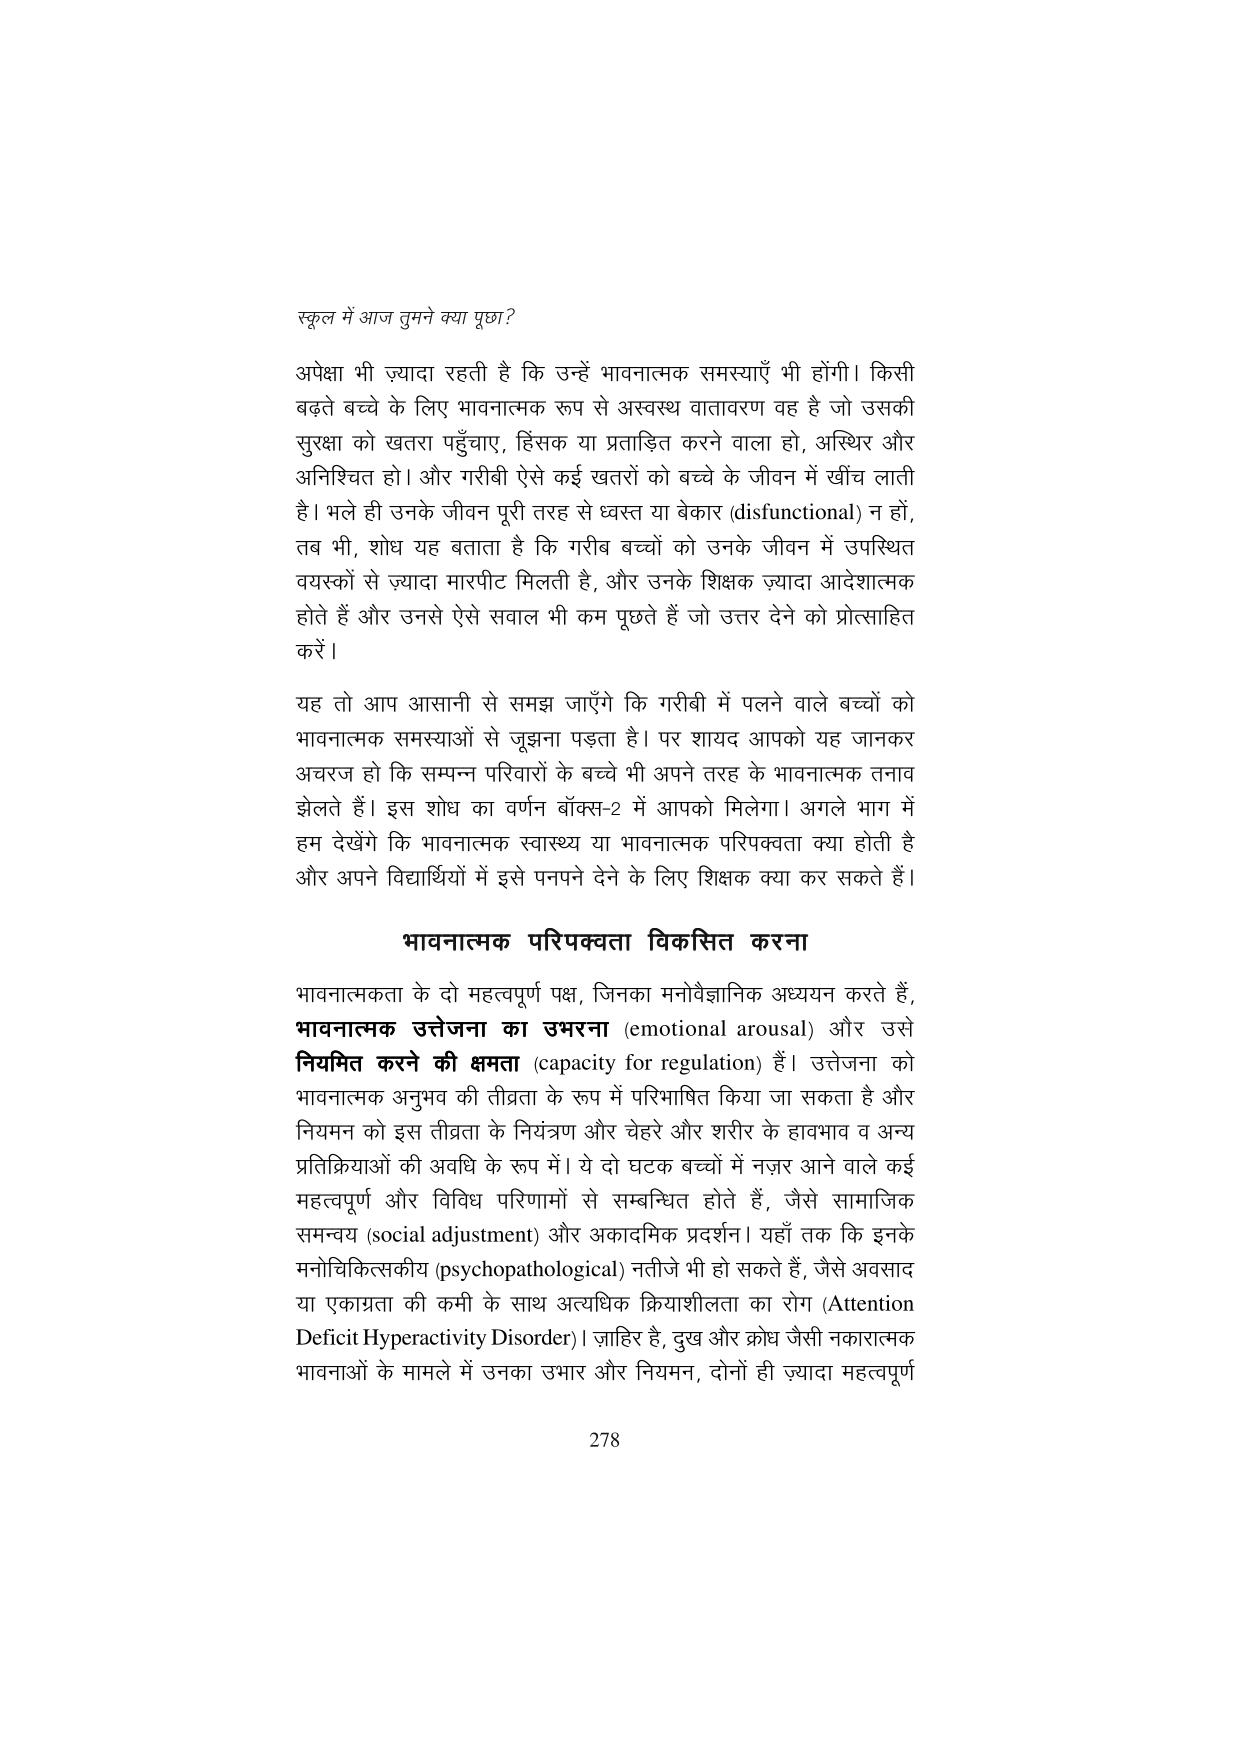 स्कूल में आज तुमने क्या पूछा?
अपेक्षा भी ज़्यादा रहती है कि उन्हें भावनात्मक समस्याएँ भी होंगी। किसी
बढ़ते बच्चे के लिए भावनात्मक रूप से अस्वस्थ वातावरण वह है जो उसकी
सुरक्षा को खतरा पहुँचाए, हिंसक या प्रताड़ित करने वाला हो, अस्थिर और
अनिश्चित हो। और गरीबी ऐसे कई खतरों को बच्चे के जीवन में खींच लाती
है। भले ही उनके जीवन पूरी तरह से ध्वस्त या बेकार (disfunctional) न हों,
तब भी, शोध यह बताता है कि गरीब बच्चों को उनके जीवन में उपस्थित
वयस्कों से ज़्यादा मारपीट मिलती है, और उनके शिक्षक ज़्यादा आदेशात्मक
होते हैं और उनसे ऐसे सवाल भी कम पूछते हैं जो उत्तर देने को प्रोत्साहित
करें।
यह तो आप आसानी से समझ जाएँगे कि गरीबी में पलने वाले बच्चों को
भावनात्मक समस्याओं से जूझना पड़ता है। पर शायद आपको यह जानकर
अचरज हो कि सम्पन्न परिवारों के बच्चे भी अपने तरह के भावनात्मक तनाव
झेलते हैं। इस शोध का वर्णन बॉक्स-2 में आपको मिलेगा। अगले भाग में
हम देखेंगे कि भावनात्मक स्वास्थ्य या भावनात्मक परिपक्वता क्या होती है
और अपने विद्यार्थियों में इसे पनपने देने के लिए शिक्षक क्या कर सकते हैं।
भावनात्मक परिपक्वता विकसित करना
भावनात्मकता के दो महत्वपूर्ण पक्ष, जिनका मनोवैज्ञानिक अध्ययन करते हैं,
भावनात्मक उत्तेजना का उभरना (emotional arousal) और उसे
नियमित करने की क्षमता (capacity for regulation) हैं। उत्तेजना को
भावनात्मक अनुभव की तीव्रता के रूप में परिभाषित किया जा सकता है और
नियमन को इस तीव्रता के नियंत्रण और चेहरे और शरीर के हावभाव व अन्य
प्रतिक्रियाओं की अवधि के रूप में। ये दो घटक बच्चों में नज़र आने वाले कई
महत्वपूर्ण और विविध परिणामों से सम्बन्धित होते हैं, जैसे सामाजिक
समन्वय (social adjustment) और अकादमिक प्रदर्शन। यहाँ तक कि इनके
मनोचिकित्सकीय (psychopathological) नतीजे भी हो सकते हैं, जैसे अवसाद
या एकाग्रता की कमी के साथ अत्यधिक क्रियाशीलता का रोग (Attention
Deficit Hyperactivity Disorder)। ज़ाहिर है, दुख और क्रोध जैसी नकारात्मक
भावनाओं के मामले में उनका उभार और नियमन, दोनों ही ज़्यादा महत्वपूर्ण
278